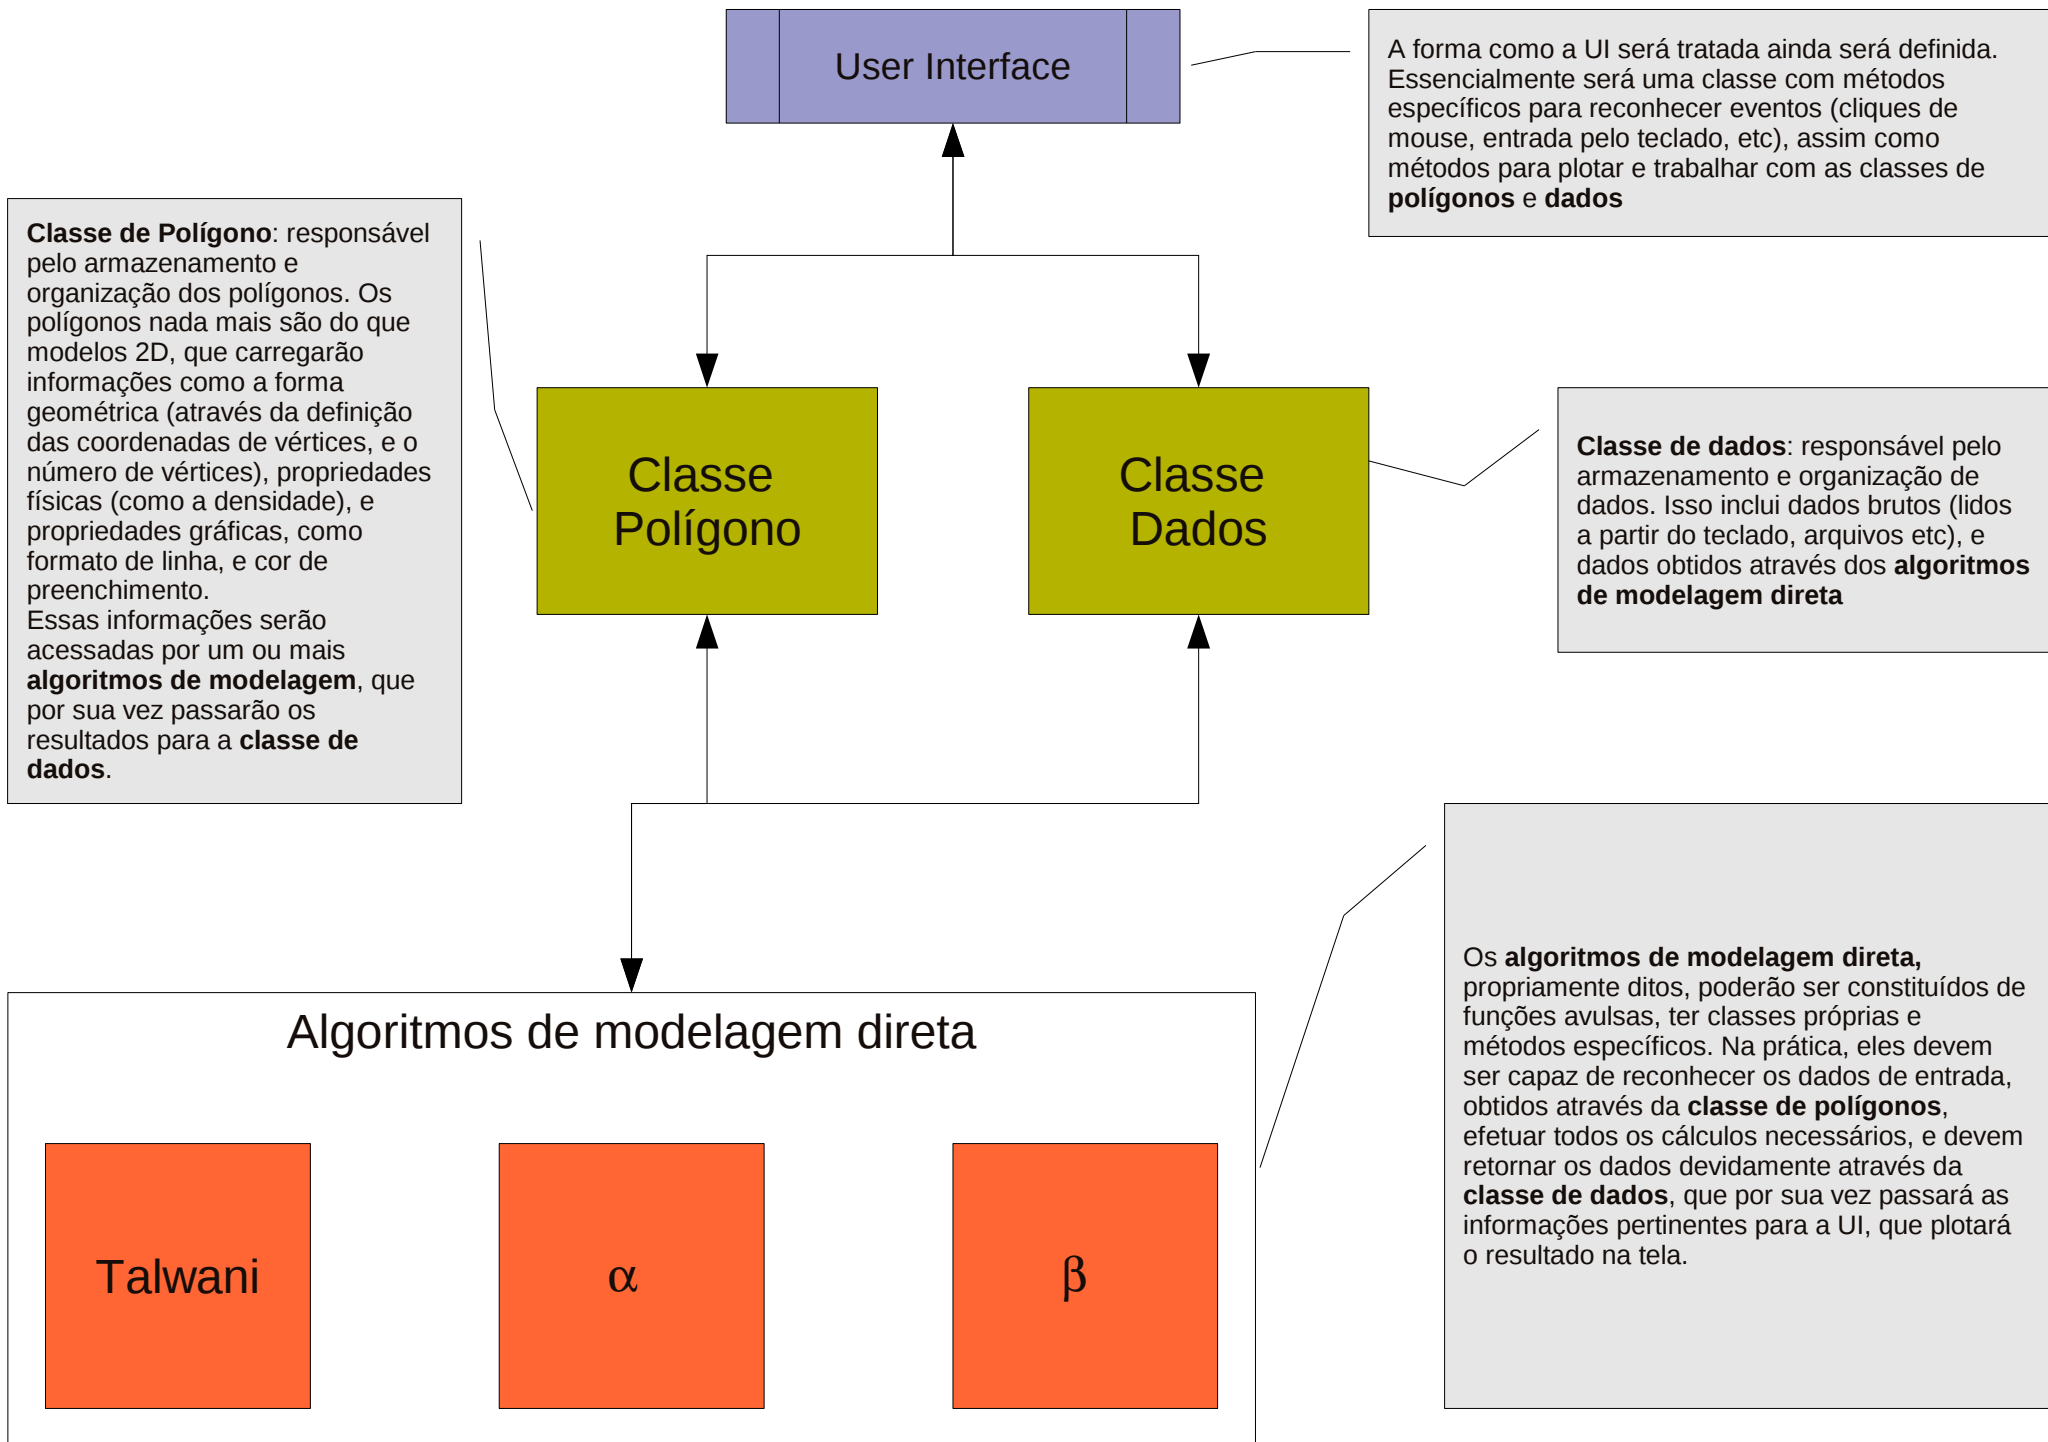 User Interface
A forma como a UI será tratada ainda será definida.
Essencialmente será uma classe com métodos
específicos para reconhecer eventos (cliques de
mouse, entrada pelo teclado, etc), assim como
métodos para plotar e trabalhar com as classes de
polígonos e dados
Classe de Polígono: responsável
pelo armazenamento e
organização dos polígonos. Os
polígonos nada mais são do que
modelos 2D, que carregarão
informações como a forma
geométrica (através da definição
das coordenadas de vértices, e o
número de vértices), propriedades
físicas (como a densidade), e
propriedades gráficas, como
formato de linha, e cor de
preenchimento.
Essas informações serão
acessadas por um ou mais
algoritmos de modelagem, que
por sua vez passarão os
resultados para a classe de
dados.
Classe
Polígono
Classe
Dados
Classe de dados: responsável pelo
armazenamento e organização de
dados. Isso inclui dados brutos (lidos
a partir do teclado, arquivos etc), e
dados obtidos através dos algoritmos
de modelagem direta
Algoritmos de modelagem direta
Talwani
α
β
Os algoritmos de modelagem direta,
propriamente ditos, poderão ser constituídos de
funções avulsas, ter classes próprias e
métodos específicos. Na prática, eles devem
ser capaz de reconhecer os dados de entrada,
obtidos através da classe de polígonos,
efetuar todos os cálculos necessários, e devem
retornar os dados devidamente através da
classe de dados, que por sua vez passará as
informações pertinentes para a UI, que plotará
o resultado na tela.